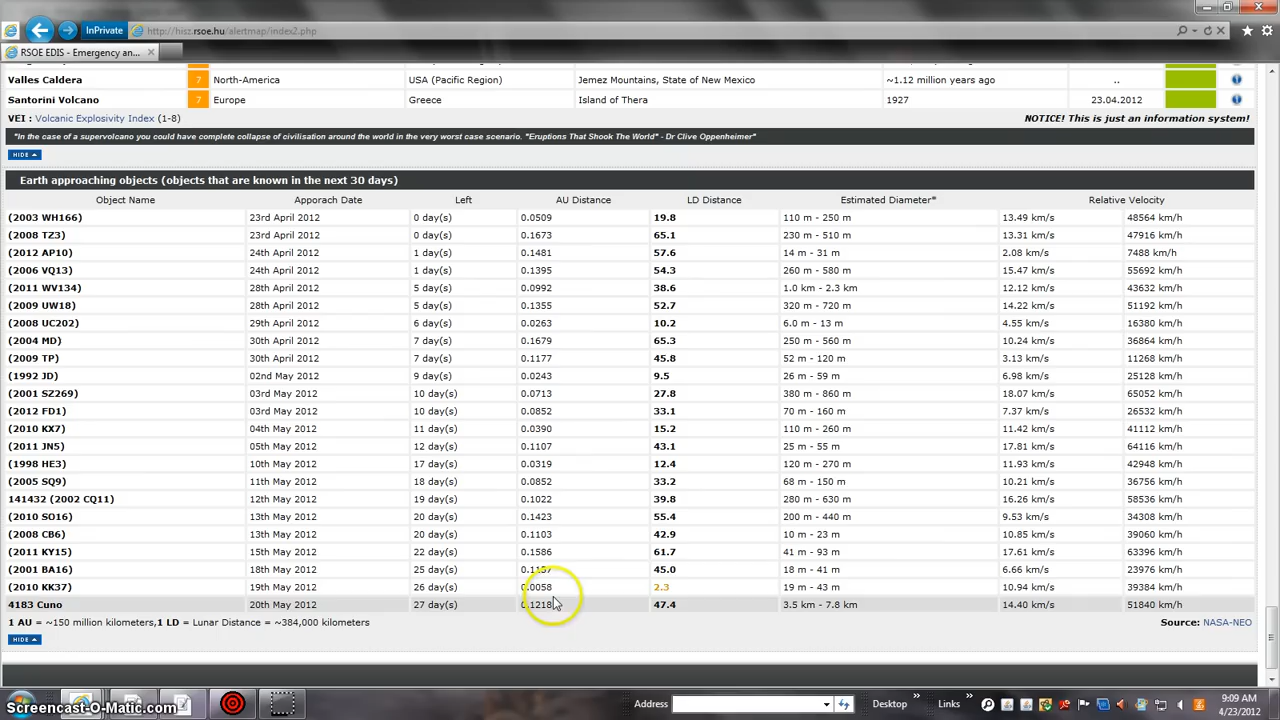 InPrivate http://hisz.rsoe.hu/alertmap/index2.php
RSOE EDIS - Emergency an...
Valles Caldera 7 North-America USA (Pacific Region) Jemez Mountains, State of New Mexico ~1.12 million years ago ..
Santorini Volcano 7 Europe Greece Island of Thera 1927 23.04.2012
VEI : Volcanic Explosivity Index (1-8) NOTICE! This is just an information system!
"In the case of a supervolcano you could have complete collapse of civilisation around the world in the very worst case scenario. "Eruptions That Shook The World" - Dr Clive Oppenheimer"
HIDE
Earth approaching objects (objects that are known in the next 30 days)
Object Name Apporach Date Left AU Distance LD Distance Estimated Diameter* Relative Velocity
(2003 WH166) 23rd April 2012 0 day(s) 0.0509 19.8 110 m - 250 m 13.49 km/s 48564 km/h
(2008 TZ3) 23rd April 2012 0 day(s) 0.1673 65.1 230 m - 510 m 13.31 km/s 47916 km/h
(2012 AP10) 24th April 2012 1 day(s) 0.1481 57.6 14 m - 31 m 2.08 km/s 7488 km/h
(2006 VQ13) 24th April 2012 1 day(s) 0.1395 54.3 260 m - 580 m 15.47 km/s 55692 km/h
(2011 WV134) 28th April 2012 5 day(s) 0.0992 38.6 1.0 km - 2.3 km 12.12 km/s 43632 km/h
(2009 UW18) 28th April 2012 5 day(s) 0.1355 52.7 320 m - 720 m 14.22 km/s 51192 km/h
(2008 UC202) 29th April 2012 6 day(s) 0.0263 10.2 6.0 m - 13 m 4.55 km/s 16380 km/h
(2004 MD) 30th April 2012 7 day(s) 0.1679 65.3 250 m - 560 m 10.24 km/s 36864 km/h
(2009 TP) 30th April 2012 7 day(s) 0.1177 45.8 52 m - 120 m 3.13 km/s 11268 km/h
(1992 JD) 02nd May 2012 9 day(s) 0.0243 9.5 26 m - 59 m 6.98 km/s 25128 km/h
(2001 SZ269) 03rd May 2012 10 day(s) 0.0713 27.8 380 m - 860 m 18.07 km/s 65052 km/h
(2012 FD1) 03rd May 2012 10 day(s) 0.0852 33.1 70 m - 160 m 7.37 km/s 26532 km/h
(2010 KX7) 04th May 2012 11 day(s) 0.0390 15.2 110 m - 260 m 11.42 km/s 41112 km/h
(2011 JN5) 05th May 2012 12 day(s) 0.1107 43.1 25 m - 55 m 17.81 km/s 64116 km/h
(1998 HE3) 10th May 2012 17 day(s) 0.0319 12.4 120 m - 270 m 11.93 km/s 42948 km/h
(2005 SQ9) 11th May 2012 18 day(s) 0.0852 33.2 68 m - 150 m 10.21 km/s 36756 km/h
141432 (2002 CQ11) 12th May 2012 19 day(s) 0.1022 39.8 280 m - 630 m 16.26 km/s 58536 km/h
(2010 SO16) 13th May 2012 20 day(s) 0.1423 55.4 200 m - 440 m 9.53 km/s 34308 km/h
(2008 CB6) 13th May 2012 20 day(s) 0.1103 42.9 10 m - 23 m 10.85 km/s 39060 km/h
(2011 KY15) 15th May 2012 22 day(s) 0.1586 61.7 41 m - 93 m 17.61 km/s 63396 km/h
(2001 BA16) 18th May 2012 25 day(s) 0.1157 45.0 18 m - 41 m 6.66 km/s 23976 km/h
(2010 KK37) 19th May 2012 26 day(s) 0.0058 2.3 19 m - 43 m 10.94 km/s 39384 km/h
4183 Cuno 20th May 2012 27 day(s) 0.1218 47.4 3.5 km - 7.8 km 14.40 km/s 51840 km/h
1 AU = ~150 million kilometers,1 LD = Lunar Distance = ~384,000 kilometers Source: NASA-NEO
HIDE
Screencast-O-Matic.com Address Desktop » Links » 9:09 AM
4/23/2012